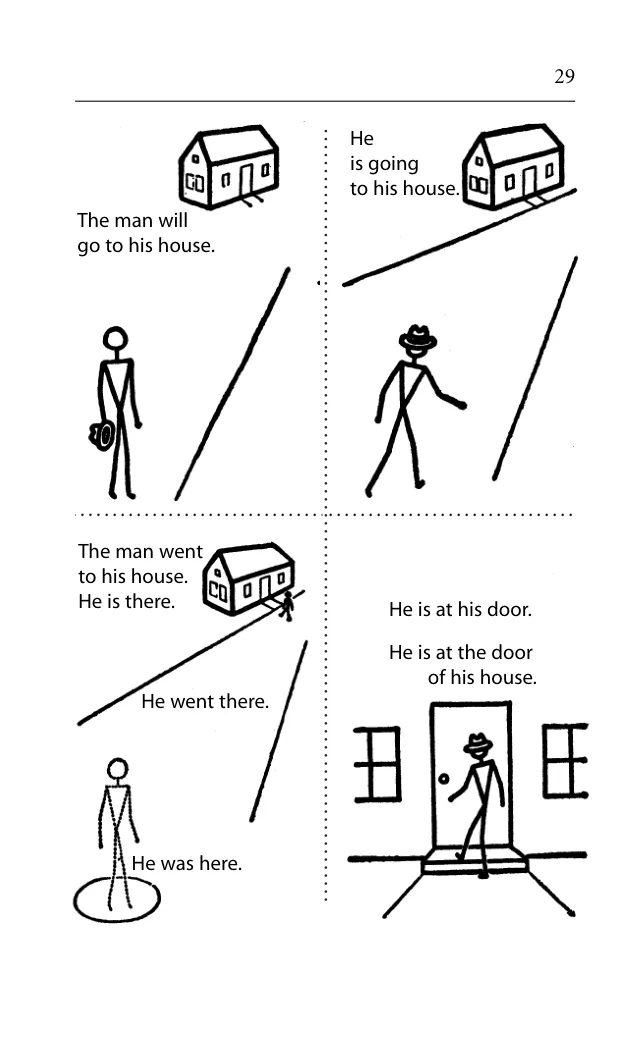 29
The man will
go to his house.
He
is going
to his house.
The man went
to his house.
He is there.
He went there.
He was here.
He is at his door.
He is at the door
of his house.